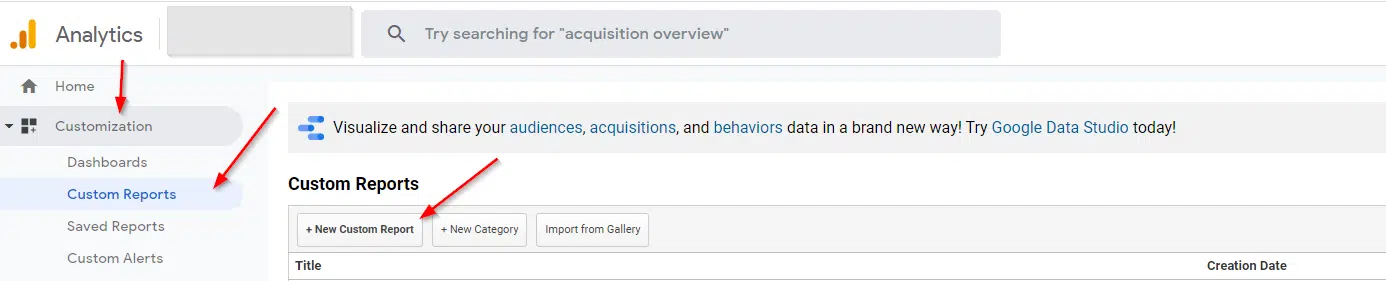 Analytics
Try searching for "acquisition overview"
Home
Customization
Dashboards
Custom Reports
Saved Reports
Custom Alerts
Visualize and share your audiences, acquisitions, and behaviors data in a brand new way! Try Google Data Studio today!
Custom Reports
+ New Custom Report + New Category Import from Gallery
Title Creation Date